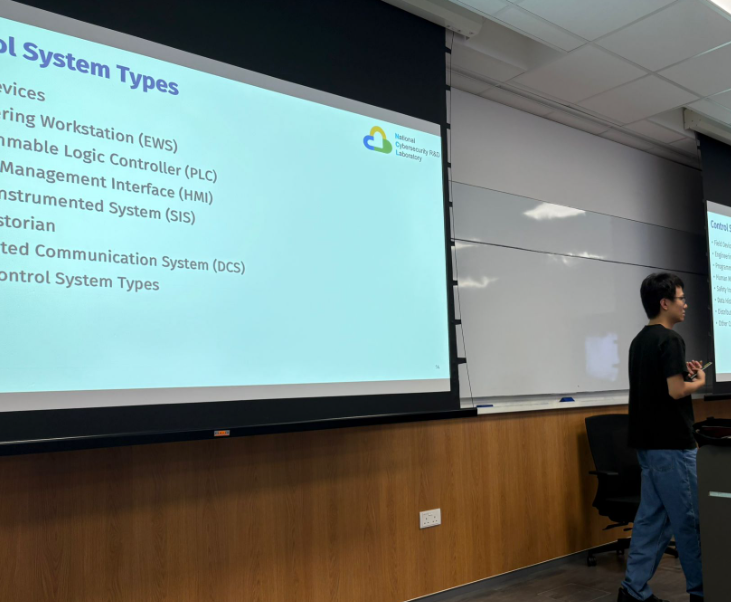 ol System Types
evices
ering Workstation (EWS)
mmable Logic Controller (PLC)
Management Interface (HMI)
nstrumented System (SIS)
storian
ted Communication System (DCS)
ontrol System Types
National
Cybersecurity R&D
Laboratory
Control S